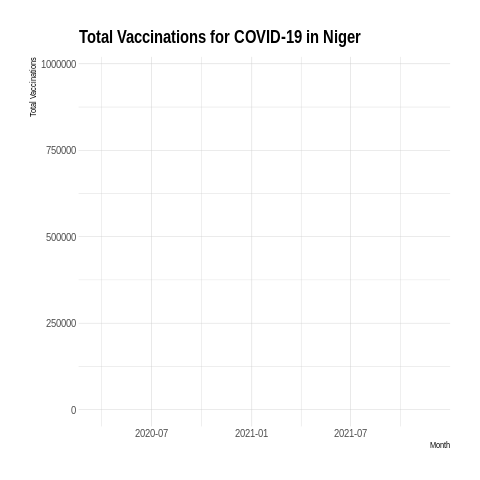 Total Vaccinations for COVID-19 in Niger
Total Vaccinations
1000000
750000
500000
250000
0
2020-07 2021-01 2021-07
Month